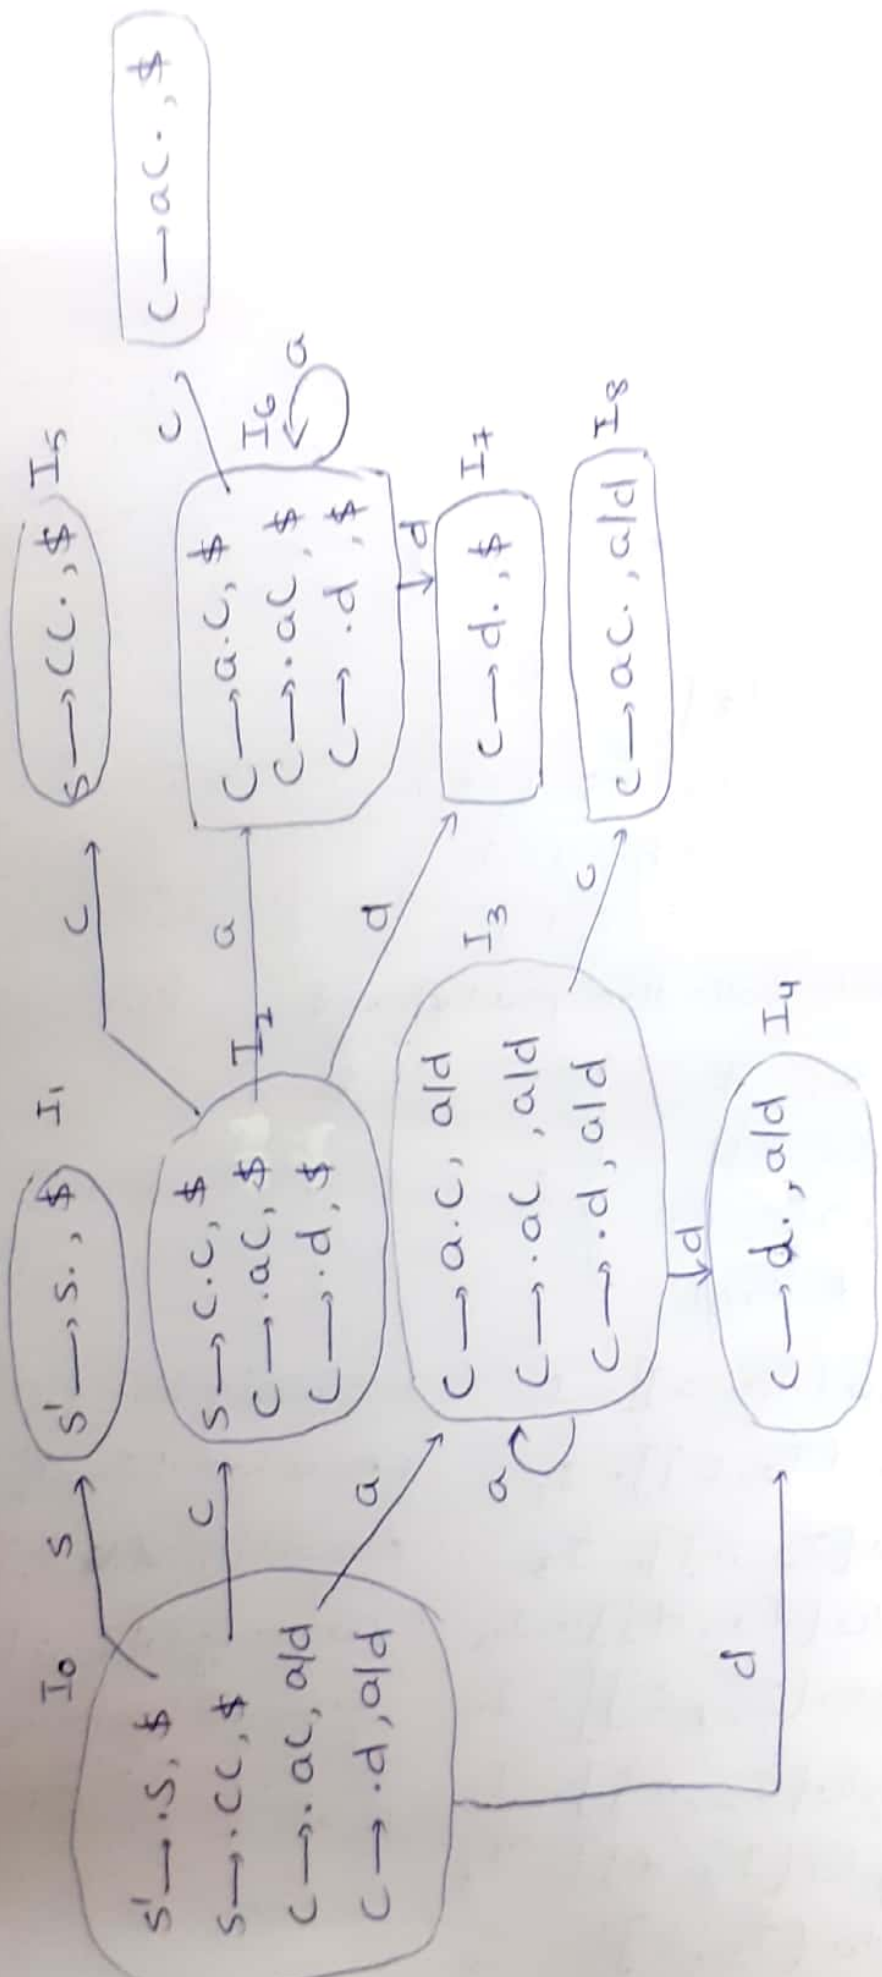 I0
S' → .S, $
S → .CC, $
C → .aC, a/d
C → .d, a/d
S
C
a
d
S' → S., $
I1
S → C.C, $
C → .aC, $
C → .d, $
I2
C → a.C, a/d
C → .aC, a/d
C → .d, a/d
I3
a
d
C → d., a/d
I4
C
a
d
C
S → CC., $
I5
C → a.C, $
C → .aC, $
C → .d, $
I6
a
d
C
C → d., $
I7
C → aC., a/d
I8
C → aC., $